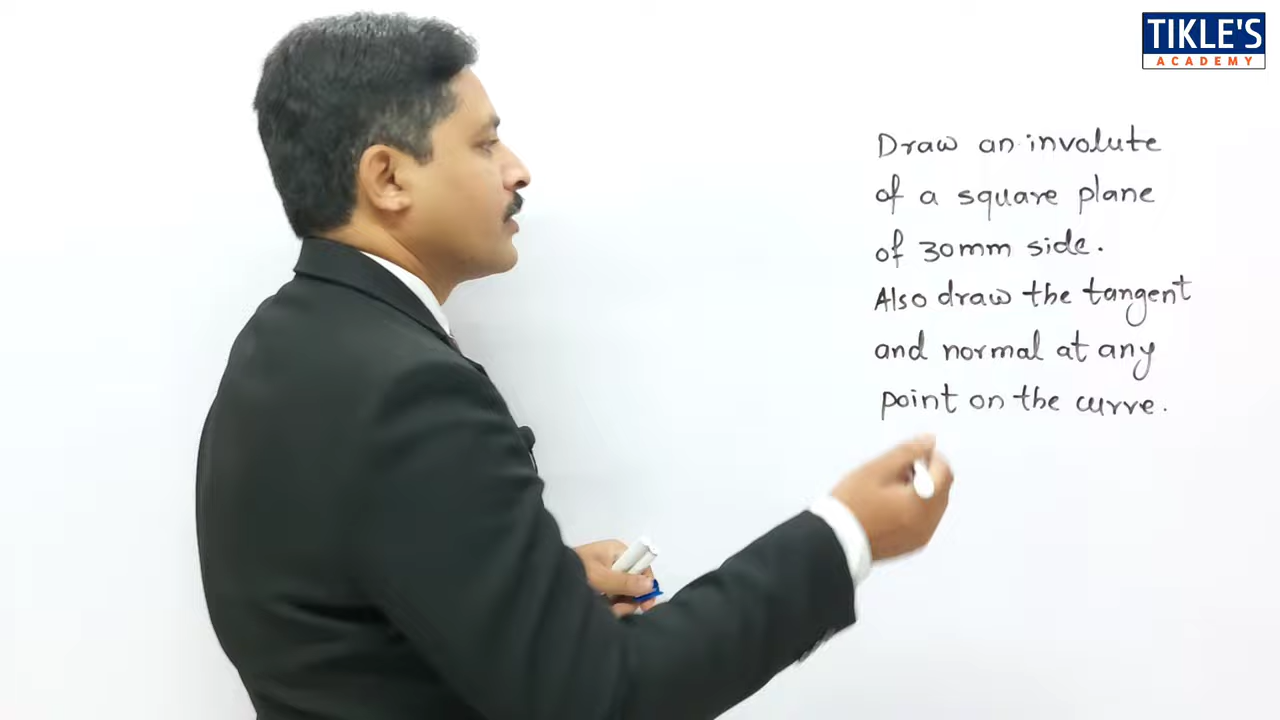 TIKLE'S
ACADEMY
Draw an involute
of a square plane
of 30mm side.
Also draw the tangent
and normal at any
point on the curve.